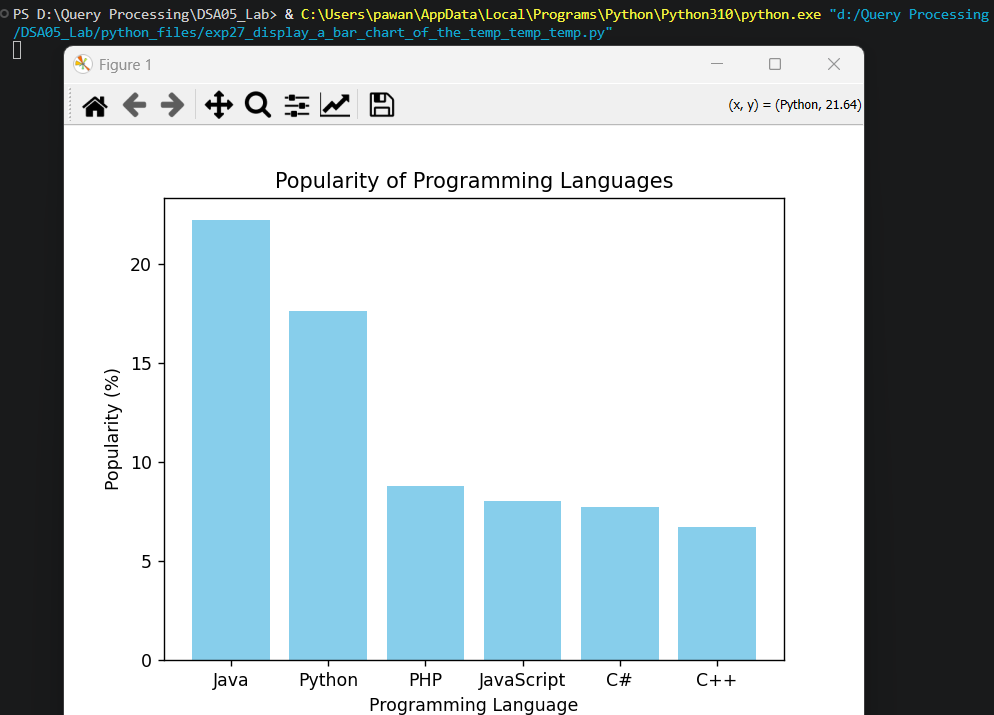 PS D:\Query Processing\DSA05_Lab> & C:\Users\pawan\AppData\Local\Programs\Python\Python310\python.exe "d:/Query Processing
/DSA05_Lab/python_files/exp27_display_a_bar_chart_of_the_temp_temp_temp.py"
Figure 1
(x, y) = (Python, 21.64)
Popularity of Programming Languages
Popularity (%)
20
15
10
5
0
Java Python PHP JavaScript C# C++
Programming Language